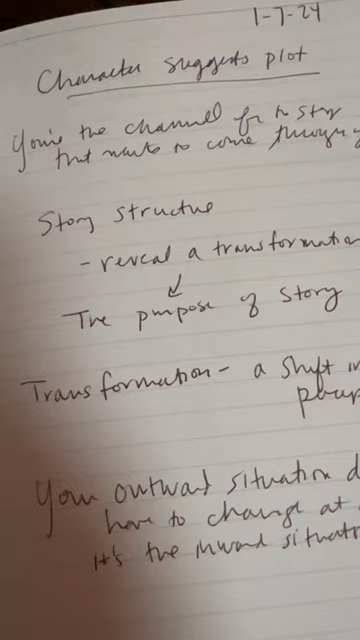 1-7-24
Character suggests plot
You're the channel for the story
that wants to come through
Story structure
- reveal a transformation
The purpose of story
Transformation - a shift in
You outward situation
have to change at
it's the inward situation